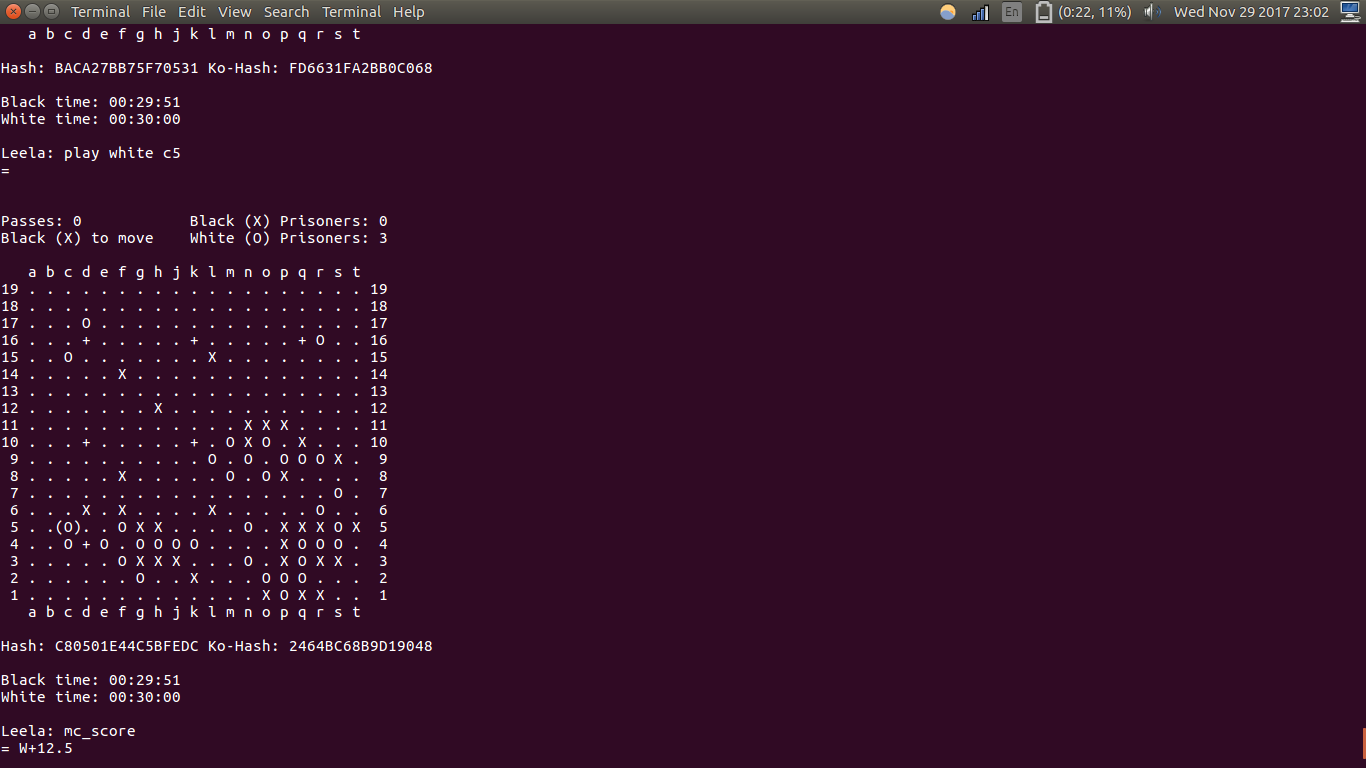 Terminal File Edit View Search Terminal Help En (0:22, 11%) Wed Nov 29 2017 23:02
   a b c d e f g h j k l m n o p q r s t

Hash: BACA27BB75F70531 Ko-Hash: FD6631FA2BB0C068

Black time: 00:29:51
White time: 00:30:00

Leela: play white c5
=

Passes: 0            Black (X) Prisoners: 0
Black (X) to move    White (O) Prisoners: 3

   a b c d e f g h j k l m n o p q r s t
19 . . . . . . . . . . . . . . . . . . . 19
18 . . . . . . . . . . . . . . . . . . . 18
17 . . . O . . . . . . . . . . . . . . . 17
16 . . . + . . . . . + . . . . . + O . . 16
15 . . O . . . . . . . X . . . . . . . . 15
14 . . . . . X . . . . . . . . . . . . . 14
13 . . . . . . . . . . . . . . . . . . . 13
12 . . . . . . . X . . . . . . . . . . . 12
11 . . . . . . . . . . . . X X X . . . . 11
10 . . . + . . . . . + . O X O . X . . . 10
 9 . . . . . . . . . . O . O . O O O X .  9
 8 . . . . . X . . . . . O . O X . . . .  8
 7 . . . . . . . . . . . . . . . . . O .  7
 6 . . . X . X . . . . X . . . . . O . .  6
 5 . .(O). . O X X . . . . O . X X X O X  5
 4 . . O + O . O O O O . . . . X O O O .  4
 3 . . . . . O X X X . . . O . X O X X .  3
 2 . . . . . . O . . X . . . O O O . . .  2
 1 . . . . . . . . . . . . . X O X X . .  1
   a b c d e f g h j k l m n o p q r s t

Hash: C80501E44C5BFEDC Ko-Hash: 2464BC68B9D19048

Black time: 00:29:51
White time: 00:30:00

Leela: mc_score
= W+12.5